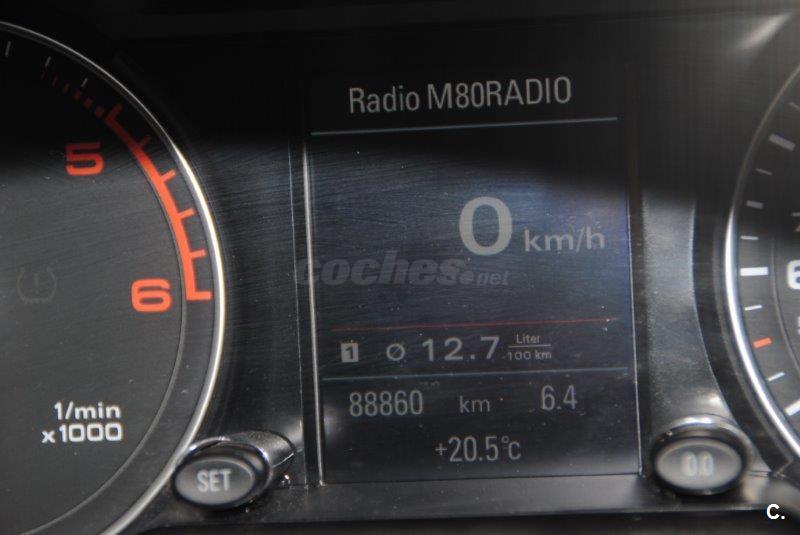 Radio M80RADIO
5
0 km/h
6
coches.net
1 Ø 12.7 Liter
100 km
88860 km 6.4
1/min
x1000
+20.5°C
SET
0.0
6
C.